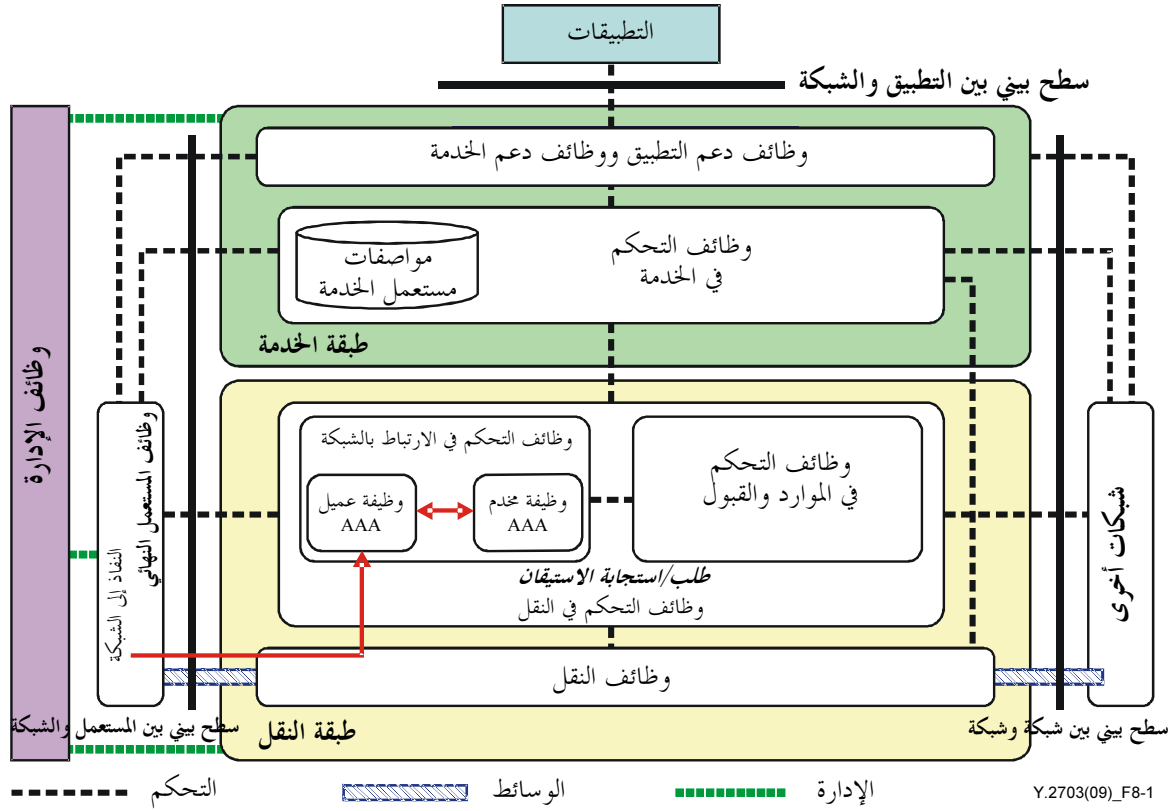 التطبيقات
سطح بيني بين التطبيق والشبكة
وظائف دعم التطبيق ووظائف دعم الخدمة
وظائف التحكم
في الخدمة
مواصفات
مستعمل الخدمة
طبقة الخدمة
وظائف الإدارة
وظائف المستعمل النهائي
النفاذ إلى الشبكة
وظائف التحكم في الارتباط بالشبكة
وظيفة مخدم
AAA
وظيفة عميل
AAA
وظائف التحكم
في الموارد والقبول
طلب/استجابة الاستيقان
وظائف التحكم في النقل
شبكات أخرى
وظائف النقل
طبقة النقل
سطح بيني بين شبكة وشبكة
سطح بيني بين المستعمل والشبكة
التحكم
الوسائط
الإدارة
Y.2703(09)_F8-1